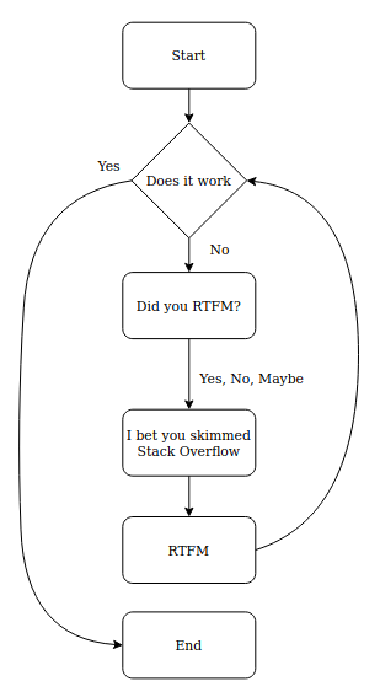 Start
Yes
Does it work
No
Did you RTFM?
Yes, No, Maybe
I bet you skimmed
Stack Overflow
RTFM
End